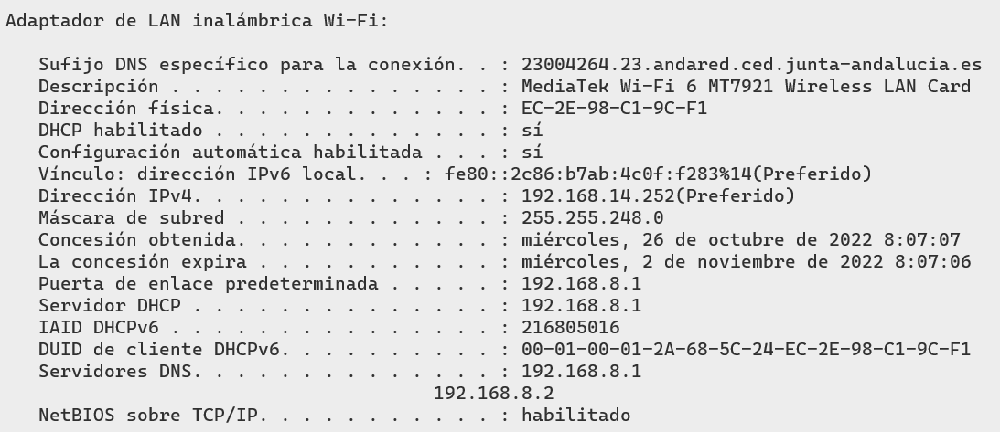 Adaptador de LAN inalámbrica Wi-Fi:
Sufijo DNS específico para la conexión. . : 23004264.23.andared.ced.junta-andalucia.es
Descripción . . . . . . . . . . . . . . . : MediaTek Wi-Fi 6 MT7921 Wireless LAN Card
Dirección física. . . . . . . . . . . . . : EC-2E-98-C1-9C-F1
DHCP habilitado . . . . . . . . . . . . . : sí
Configuración automática habilitada . . . : sí
Vínculo: dirección IPv6 local. . . : fe80::2c86:b7ab:4c0f:f283%14(Preferido)
Dirección IPv4. . . . . . . . . . . . . . : 192.168.14.252(Preferido)
Máscara de subred . . . . . . . . . . . . : 255.255.248.0
Concesión obtenida. . . . . . . . . . . . : miércoles, 26 de octubre de 2022 8:07:07
La concesión expira . . . . . . . . . . . : miércoles, 2 de noviembre de 2022 8:07:06
Puerta de enlace predeterminada . . . . . : 192.168.8.1
Servidor DHCP . . . . . . . . . . . . . . : 192.168.8.1
IAID DHCPv6 . . . . . . . . . . . . . . . : 216805016
DUID de cliente DHCPv6. . . . . . . . . . : 00-01-00-01-2A-68-5C-24-EC-2E-98-C1-9C-F1
Servidores DNS. . . . . . . . . . . . . . : 192.168.8.1
192.168.8.2
NetBIOS sobre TCP/IP. . . . . . . . . . . : habilitado